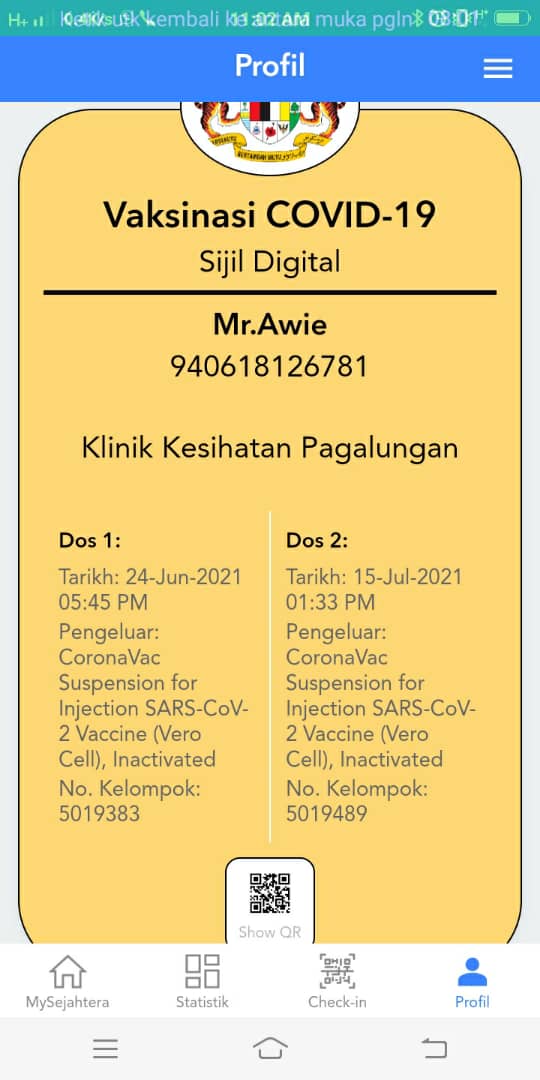 Ketik utk kembali ke antara muka pgln
11:02 AM
Profil
Vaksinasi COVID-19
Sijil Digital
Mr.Awie
940618126781
Klinik Kesihatan Pagalungan
Dos 1:
Tarikh: 24-Jun-2021
05:45 PM
Pengeluar:
CoronaVac
Suspension for
Injection SARS-CoV-
2 Vaccine (Vero
Cell), Inactivated
No. Kelompok:
5019383
Dos 2:
Tarikh: 15-Jul-2021
01:33 PM
Pengeluar:
CoronaVac
Suspension for
Injection SARS-CoV-
2 Vaccine (Vero
Cell), Inactivated
No. Kelompok:
5019489
Show QR
MySejahtera
Statistik
Check-in
Profil